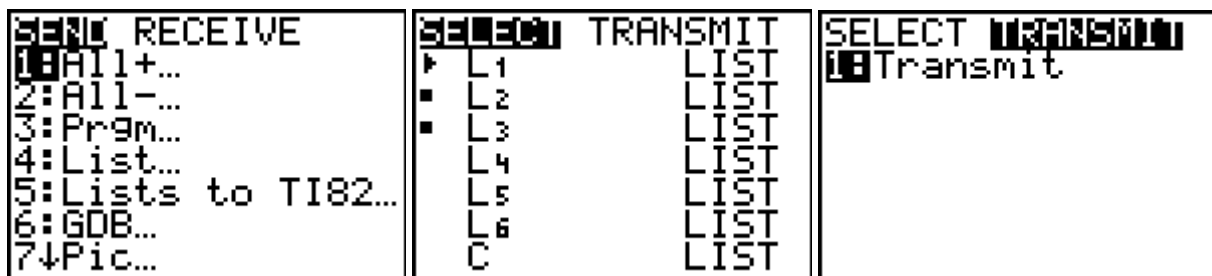 SEND RECEIVE
1:All+...
2:All-...
3:Prgm...
4:List...
5:Lists to TI82...
6:GDB...
7↓Pic...
SELECT TRANSMIT
▶ L₁ LIST
▪ L₂ LIST
▪ L₃ LIST
L₄ LIST
L₅ LIST
L₆ LIST
C LIST
SELECT TRANSMIT
1:Transmit